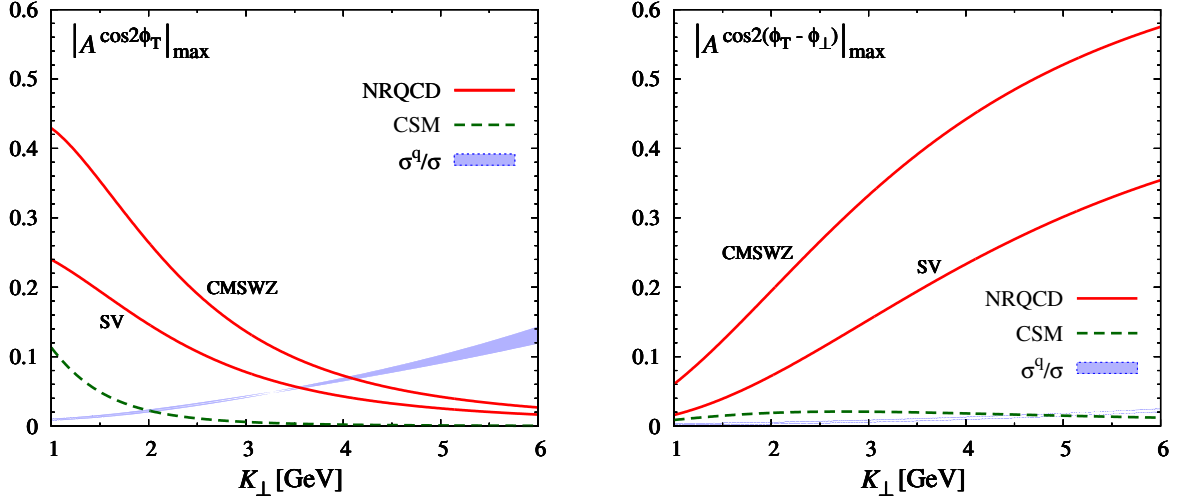 |A^cos2ϕ_T|_max
NRQCD
CSM
σ^q/σ
CMSWZ
SV
0.6
0.5
0.4
0.3
0.2
0.1
0
1 2 3 4 5 6
K_⊥ [GeV]
|A^cos2(ϕ_T - ϕ_⊥)|_max
CMSWZ
SV
NRQCD
CSM
σ^q/σ
0.6
0.5
0.4
0.3
0.2
0.1
0
1 2 3 4 5 6
K_⊥ [GeV]